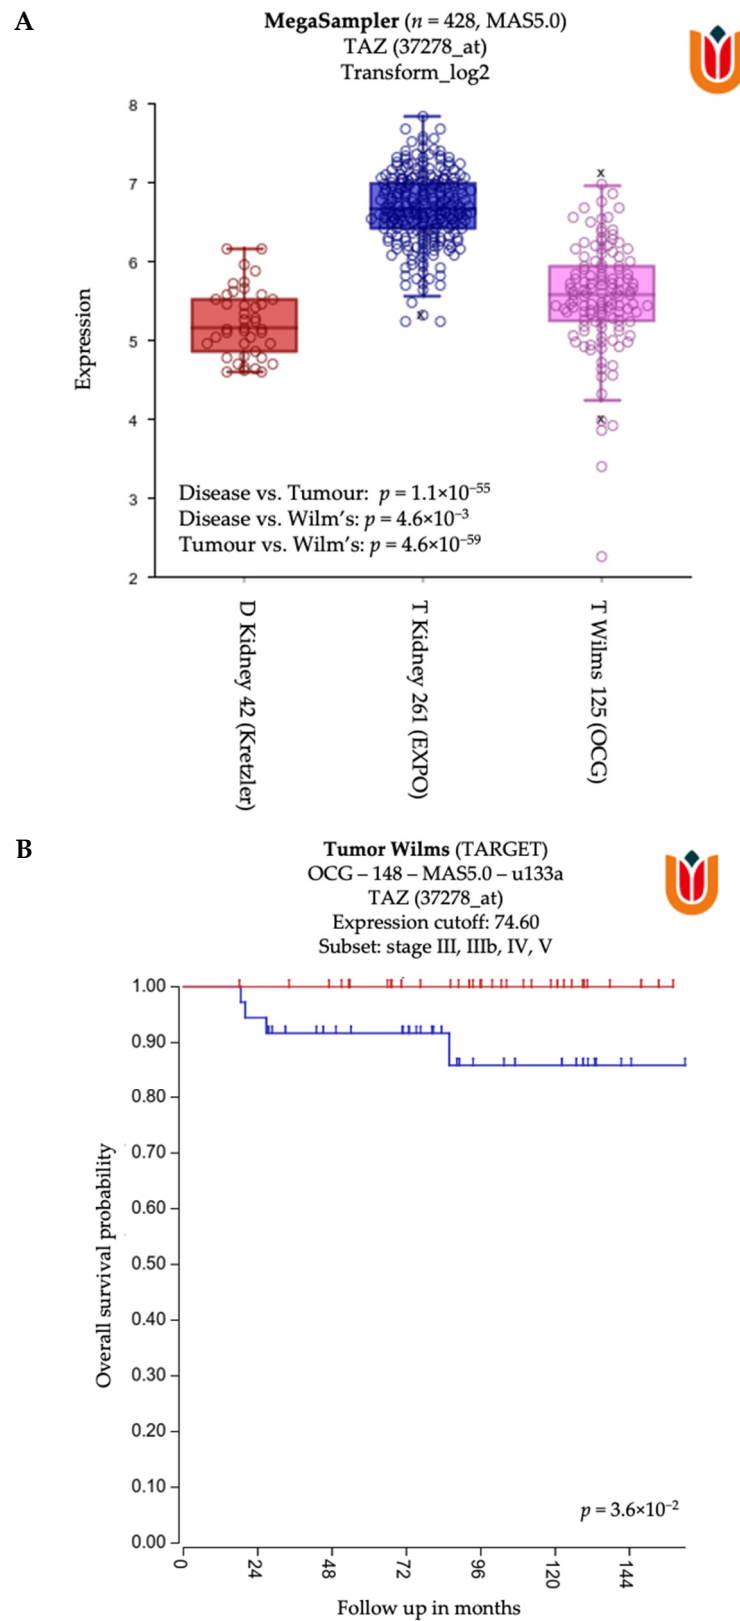 A
MegaSampler (n = 428, MAS5.0)
TAZ (37278_at)
Transform_log2
8
7
6
5
4
3
2
Expression
x
x
x
x
Disease vs. Tumour: p = 1.1×10⁻⁵⁵
Disease vs. Wilm's: p = 4.6×10⁻³
Tumour vs. Wilm's: p = 4.6×10⁻⁵⁹
D Kidney 42 (Kretzler)
T Kidney 261 (EXPO)
T Wilms 125 (OCG)
B
Tumor Wilms (TARGET)
OCG – 148 – MAS5.0 – u133a
TAZ (37278_at)
Expression cutoff: 74.60
Subset: stage III, IIIb, IV, V
1.00
0.90
0.80
0.70
0.60
0.50
0.40
0.30
0.20
0.10
0.00
Overall survival probability
p = 3.6×10⁻²
0
24
48
72
96
120
144
Follow up in months